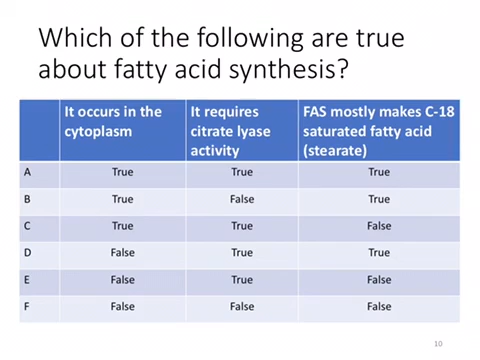 Which of the following are true
about fatty acid synthesis?
It occurs in the cytoplasm It requires citrate lyase activity FAS mostly makes C-18 saturated fatty acid (stearate)
A True True True
B True False True
C True True False
D False True True
E False True False
F False False False
10